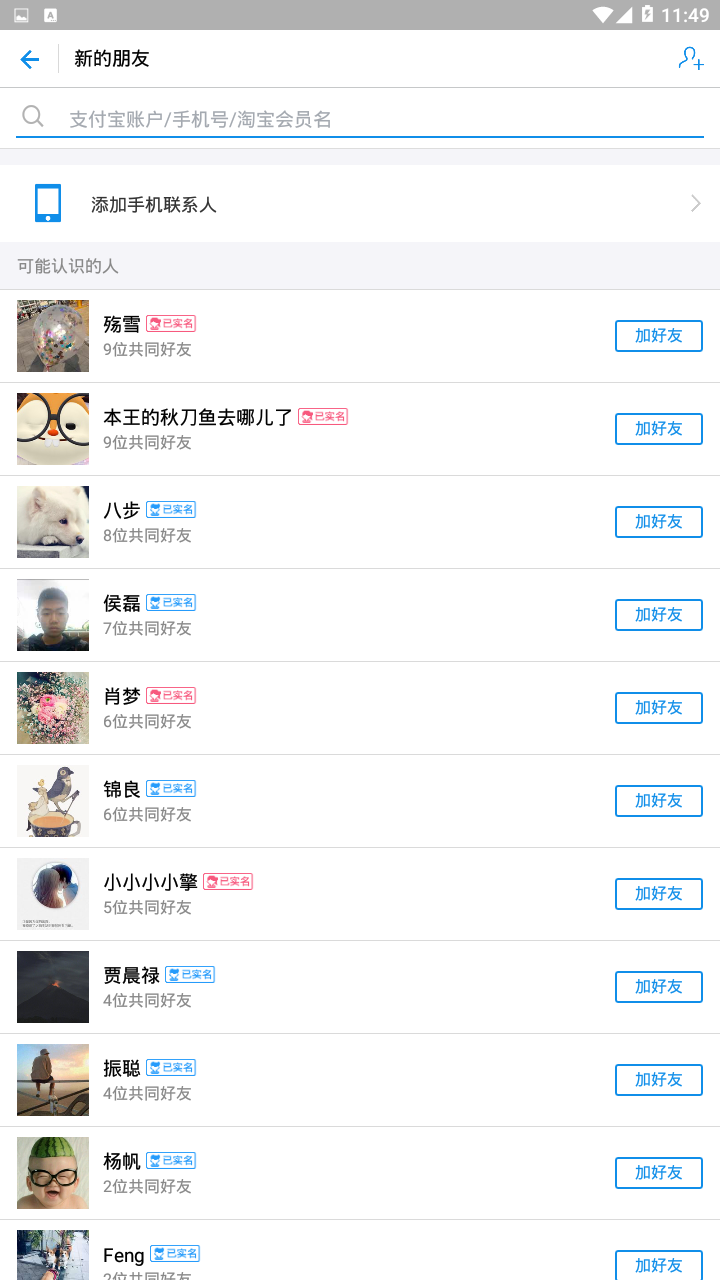 11:49
新的朋友
支付宝账户/手机号/淘宝会员名
添加手机联系人
可能认识的人
殇雪 已实名
9位共同好友
加好友
本王的秋刀鱼去哪儿了 已实名
9位共同好友
加好友
八步 已实名
8位共同好友
加好友
侯磊 已实名
7位共同好友
加好友
肖梦 已实名
6位共同好友
加好友
锦良 已实名
6位共同好友
加好友
小小小小擎 已实名
5位共同好友
加好友
贾晨禄 已实名
4位共同好友
加好友
振聪 已实名
4位共同好友
加好友
杨帆 已实名
2位共同好友
加好友
Feng 已实名
2位共同好友
加好友